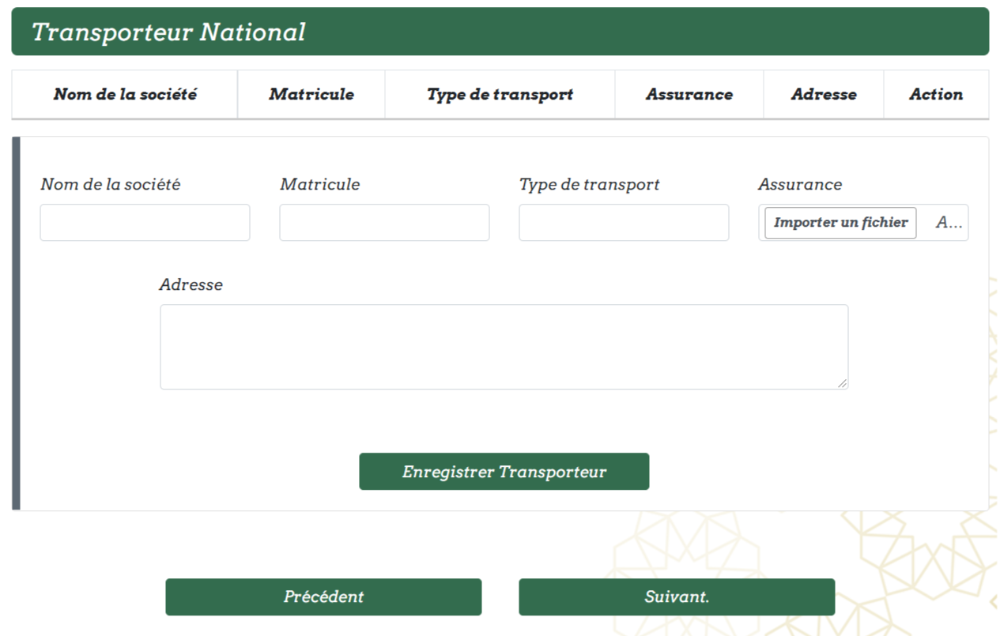 Transporteur National
Nom de la société Matricule Type de transport Assurance Adresse Action
Nom de la société Matricule Type de transport Assurance
Importer un fichier A...
Adresse
Enregistrer Transporteur
Précédent Suivant.